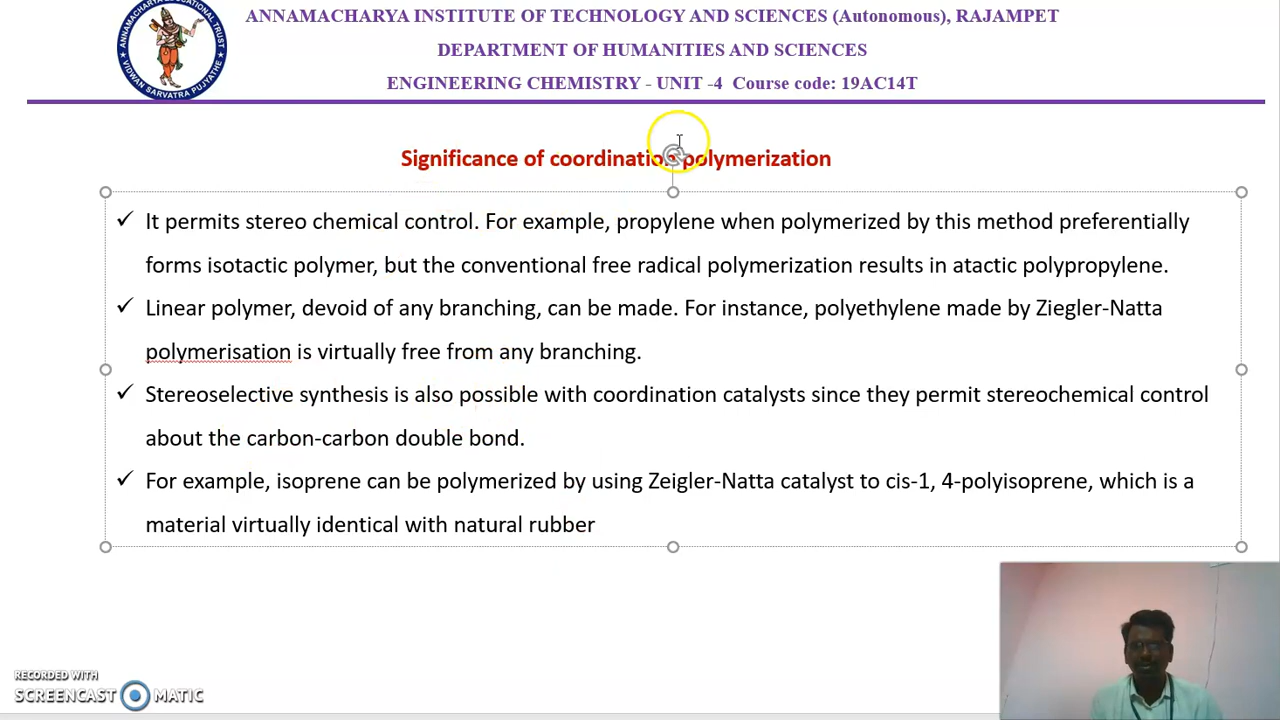 ANNAMACHARYA EDUCATIONAL TRUST
VIDWAN SARVATRA PUJYATHE
ANNAMACHARYA INSTITUTE OF TECHNOLOGY AND SCIENCES (Autonomous), RAJAMPET
DEPARTMENT OF HUMANITIES AND SCIENCES
ENGINEERING CHEMISTRY - UNIT -4 Course code: 19AC14T
Significance of coordination polymerization
✓ It permits stereo chemical control. For example, propylene when polymerized by this method preferentially
forms isotactic polymer, but the conventional free radical polymerization results in atactic polypropylene.
✓ Linear polymer, devoid of any branching, can be made. For instance, polyethylene made by Ziegler-Natta
polymerisation is virtually free from any branching.
✓ Stereoselective synthesis is also possible with coordination catalysts since they permit stereochemical control
about the carbon-carbon double bond.
✓ For example, isoprene can be polymerized by using Zeigler-Natta catalyst to cis-1, 4-polyisoprene, which is a
material virtually identical with natural rubber
RECORDED WITH
SCREENCAST MATIC